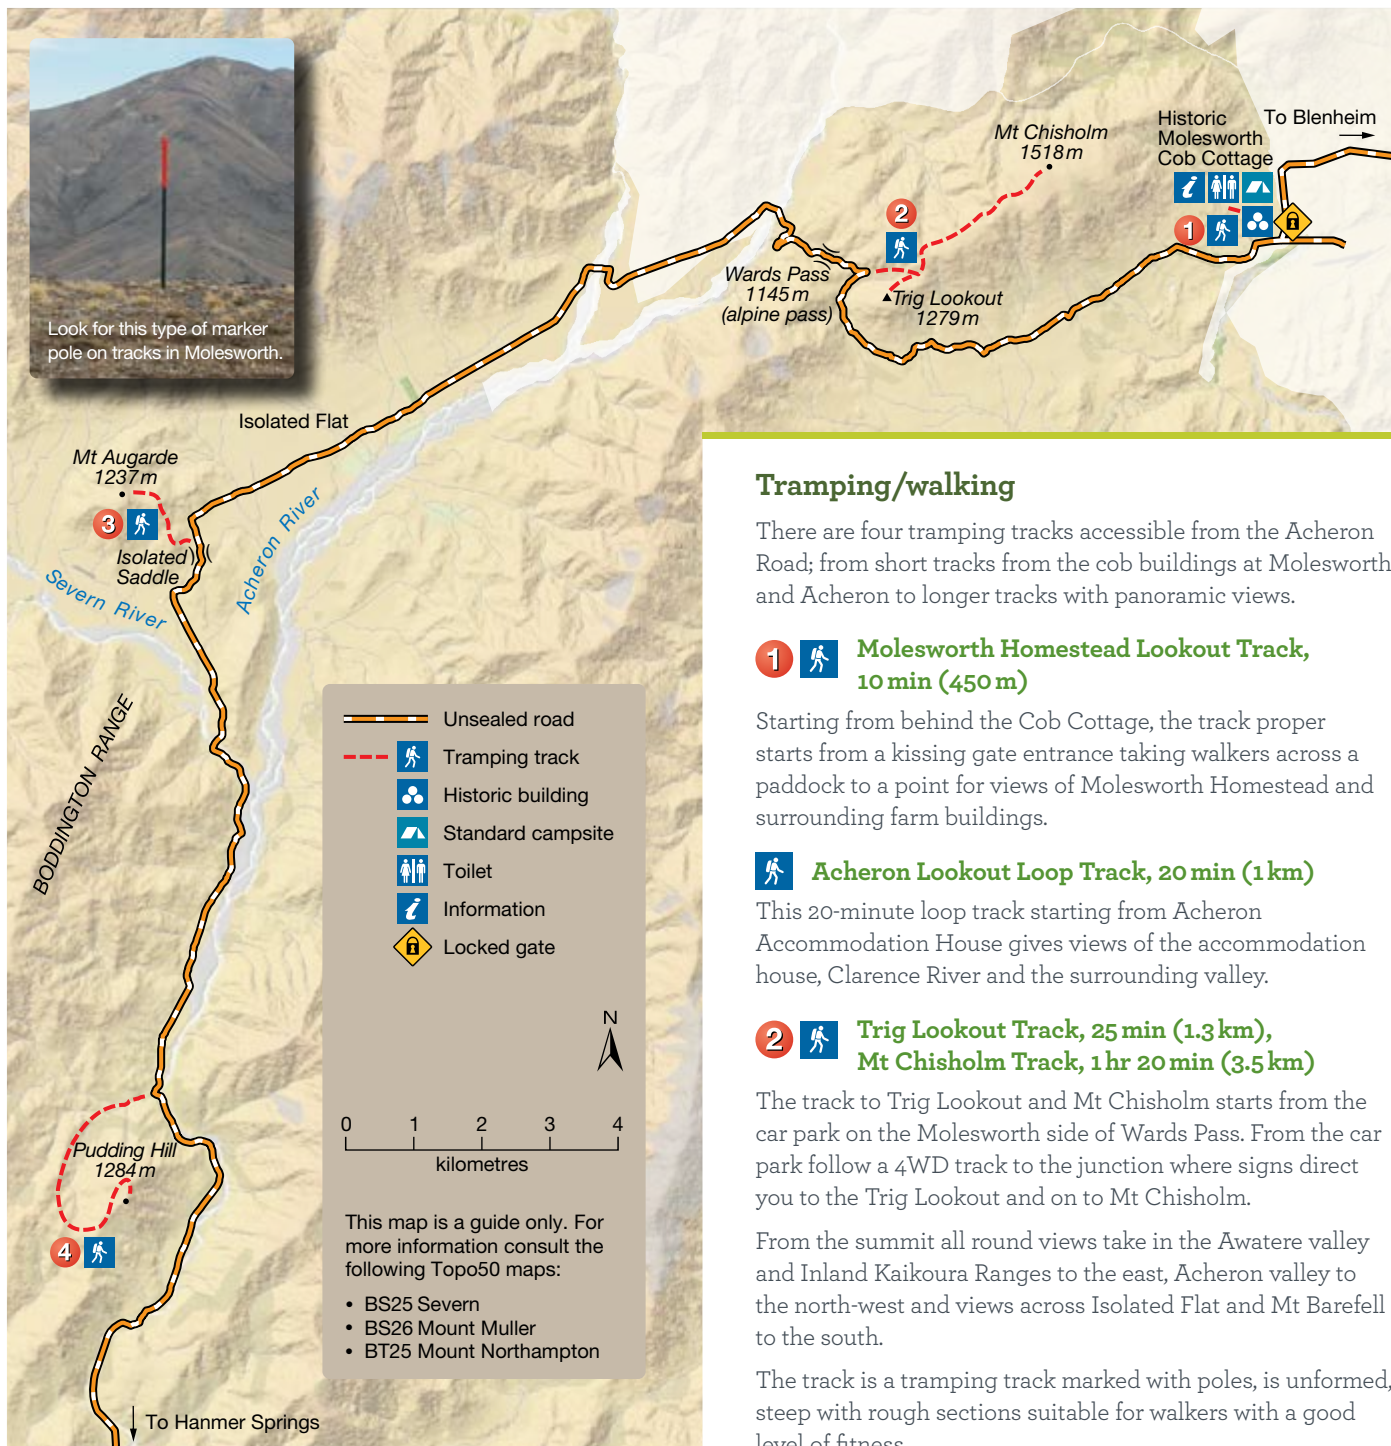 Look for this type of marker
pole on tracks in Molesworth.
Mt Chisholm
1518 m
Historic
Molesworth
Cob Cottage
To Blenheim
2
1
Wards Pass
1145 m
(alpine pass)
Trig Lookout
1279 m
Isolated Flat
Mt Augarde
1237 m
3
Isolated
Saddle
Severn River
Acheron River
BODDINGTON RANGE
Pudding Hill
1284 m
4
To Hanmer Springs
Unsealed road
Tramping track
Historic building
Standard campsite
Toilet
Information
Locked gate
N
0 1 2 3 4
kilometres
This map is a guide only. For
more information consult the
following Topo50 maps:
• BS25 Severn
• BS26 Mount Muller
• BT25 Mount Northampton
Tramping/walking
There are four tramping tracks accessible from the Acheron
Road; from short tracks from the cob buildings at Molesworth
and Acheron to longer tracks with panoramic views.
1 Molesworth Homestead Lookout Track,
10 min (450 m)
Starting from behind the Cob Cottage, the track proper
starts from a kissing gate entrance taking walkers across a
paddock to a point for views of Molesworth Homestead and
surrounding farm buildings.
Acheron Lookout Loop Track, 20 min (1 km)
This 20-minute loop track starting from Acheron
Accommodation House gives views of the accommodation
house, Clarence River and the surrounding valley.
2 Trig Lookout Track, 25 min (1.3 km),
Mt Chisholm Track, 1 hr 20 min (3.5 km)
The track to Trig Lookout and Mt Chisholm starts from the
car park on the Molesworth side of Wards Pass. From the car
park follow a 4WD track to the junction where signs direct
you to the Trig Lookout and on to Mt Chisholm.
From the summit all round views take in the Awatere valley
and Inland Kaikoura Ranges to the east, Acheron valley to
the north-west and views across Isolated Flat and Mt Barefell
to the south.
The track is a tramping track marked with poles, is unformed,
steep with rough sections suitable for walkers with a good
level of fitness